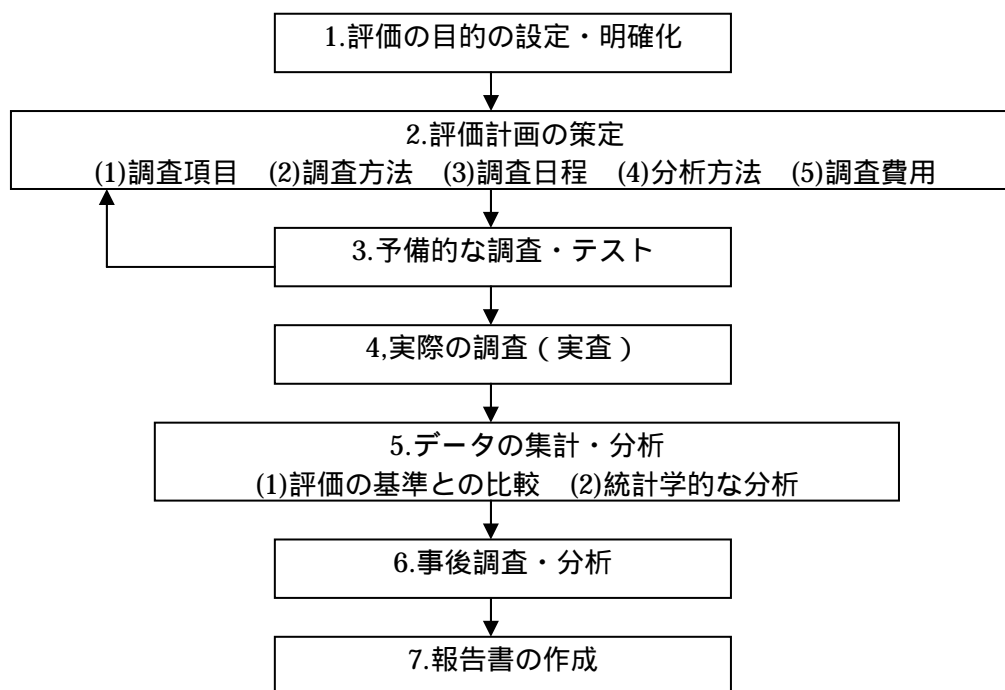 1.評価の目的の設定・明確化
2.評価計画の策定
(1)調査項目 (2)調査方法 (3)調査日程 (4)分析方法 (5)調査費用
3.予備的な調査・テスト
4,実際の調査（実査）
5.データの集計・分析
(1)評価の基準との比較 (2)統計学的な分析
6.事後調査・分析
7.報告書の作成